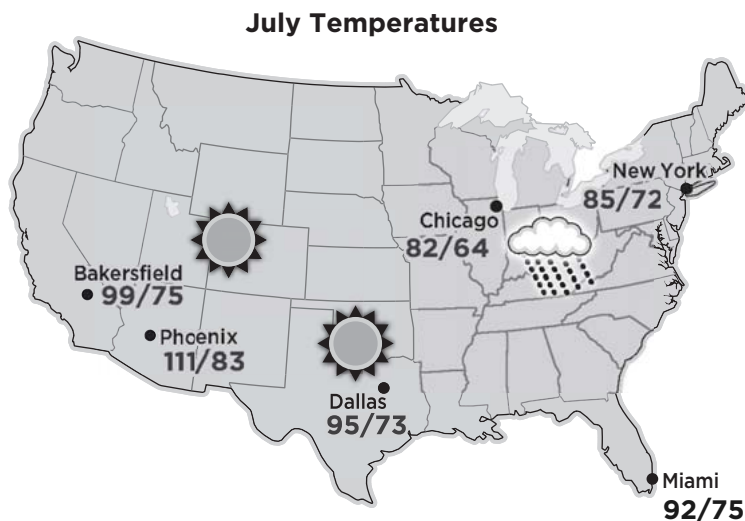 July Temperatures
New York
85/72
Chicago
82/64
Bakersfield
99/75
Phoenix
111/83
Dallas
95/73
Miami
92/75